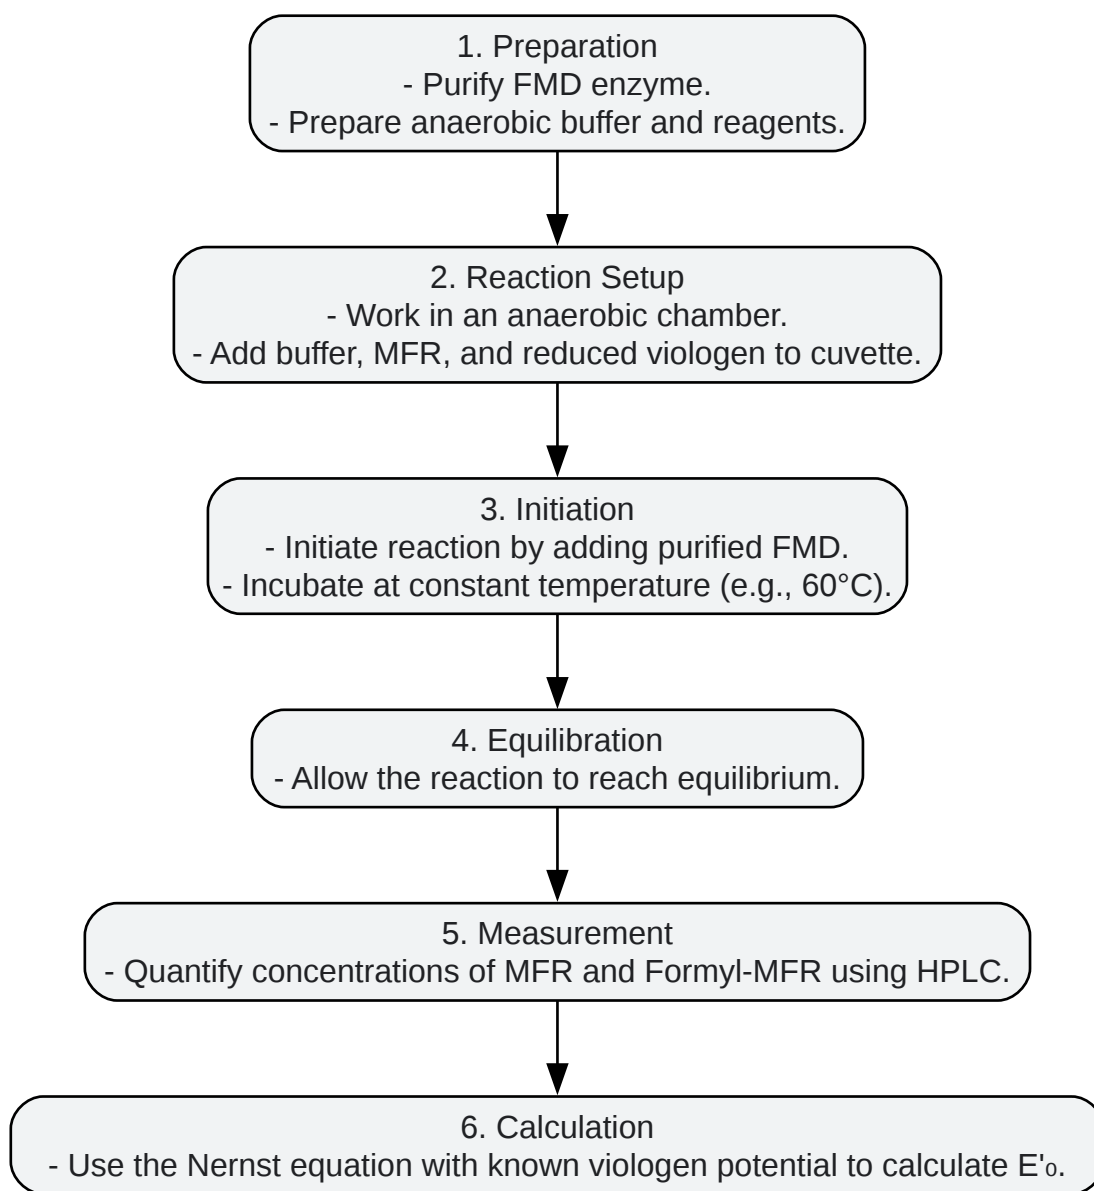 1. Preparation
- Purify FMD enzyme.
- Prepare anaerobic buffer and reagents.
2. Reaction Setup
- Work in an anaerobic chamber.
- Add buffer, MFR, and reduced viologen to cuvette.
3. Initiation
- Initiate reaction by adding purified FMD.
- Incubate at constant temperature (e.g., 60°C).
4. Equilibration
- Allow the reaction to reach equilibrium.
5. Measurement
- Quantify concentrations of MFR and Formyl-MFR using HPLC.
6. Calculation
- Use the Nernst equation with known viologen potential to calculate E'₀.